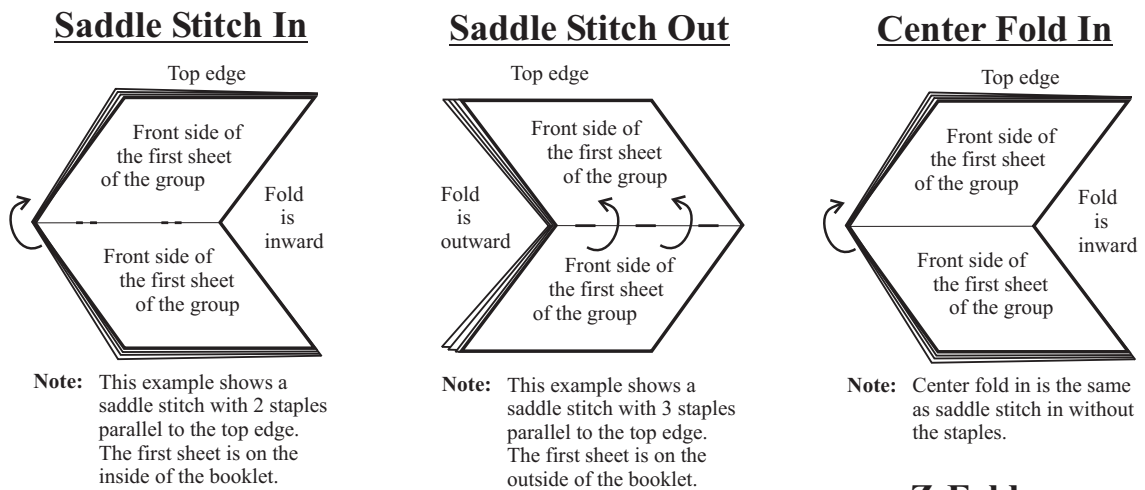 Saddle Stitch In
Top edge
Front side of
the first sheet
of the group
Fold
is
inward
Front side of
the first sheet
of the group
Note: This example shows a
saddle stitch with 2 staples
parallel to the top edge.
The first sheet is on the
inside of the booklet.
Saddle Stitch Out
Top edge
Front side of
the first sheet
of the group
Fold
is
outward
Front side of
the first sheet
of the group
Note: This example shows a
saddle stitch with 3 staples
parallel to the top edge.
The first sheet is on the
outside of the booklet.
Center Fold In
Top edge
Front side of
the first sheet
of the group
Fold
is
inward
Front side of
the first sheet
of the group
Note: Center fold in is the same
as saddle stitch in without
the staples.